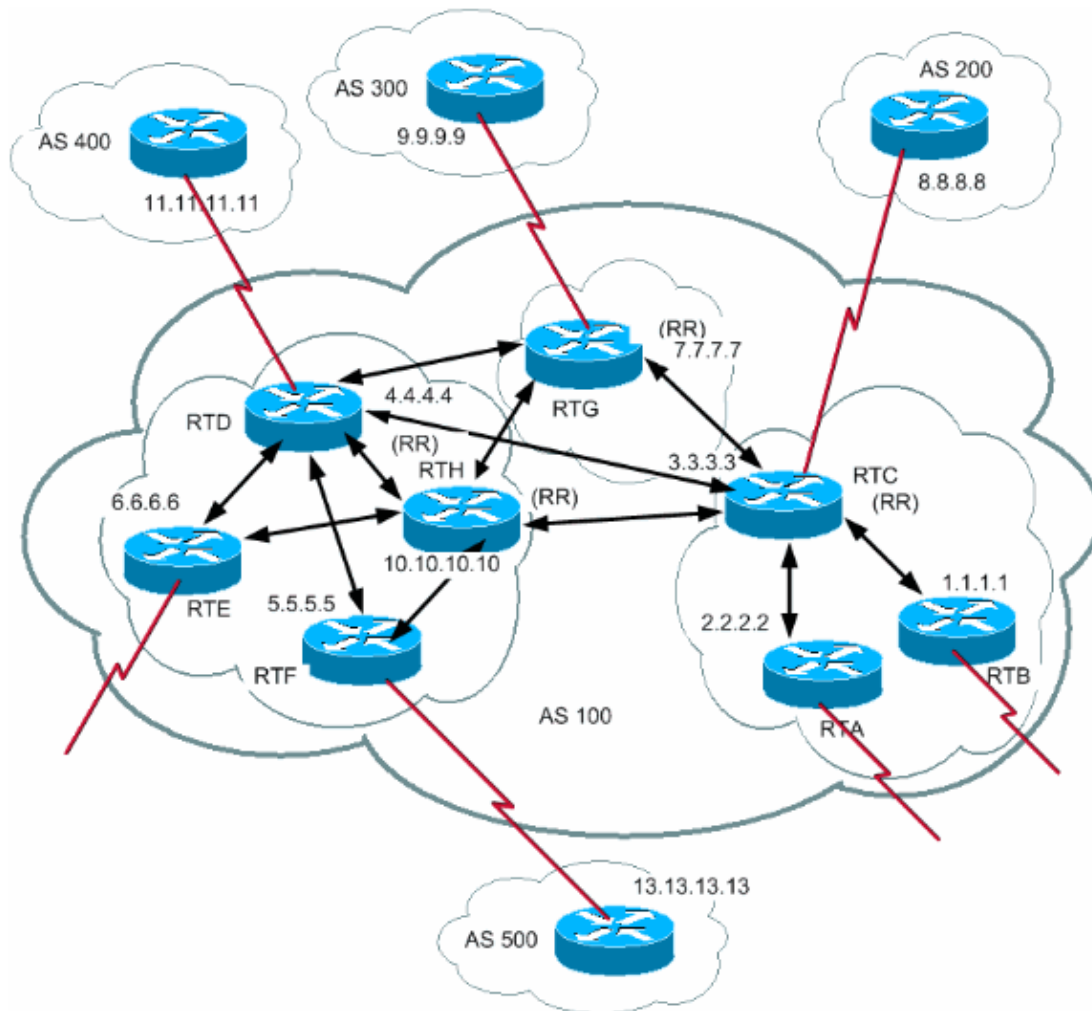 AS 300
AS 200
AS 400
9.9.9.9
8.8.8.8
11.11.11.11
(RR)
7.7.7.7
4.4.4.4
RTG
RTD
(RR)
RTH
3.3.3.3
RTC
(RR)
(RR)
6.6.6.6
10.10.10.10
RTE
5.5.5.5
1.1.1.1
2.2.2.2
RTF
RTB
AS 100
RTA
13.13.13.13
AS 500